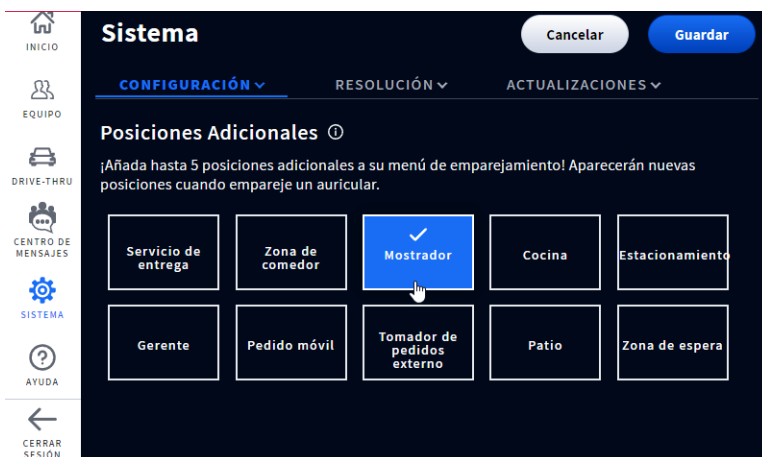 INICIO
EQUIPO
DRIVE-THRU
CENTRO DE
MENSAJES
SISTEMA
AYUDA
CERRAR
SESIÓN
Sistema
Cancelar
Guardar
CONFIGURACIÓN
RESOLUCIÓN
ACTUALIZACIONES
Posiciones Adicionales
¡Añada hasta 5 posiciones adicionales a su menú de emparejamiento! Aparecerán nuevas
posiciones cuando empareje un auricular.
Servicio de
entrega
Zona de
comedor
Mostrador
Cocina
Estacionamiento
Gerente
Pedido móvil
Tomador de
pedidos
externo
Patio
Zona de espera